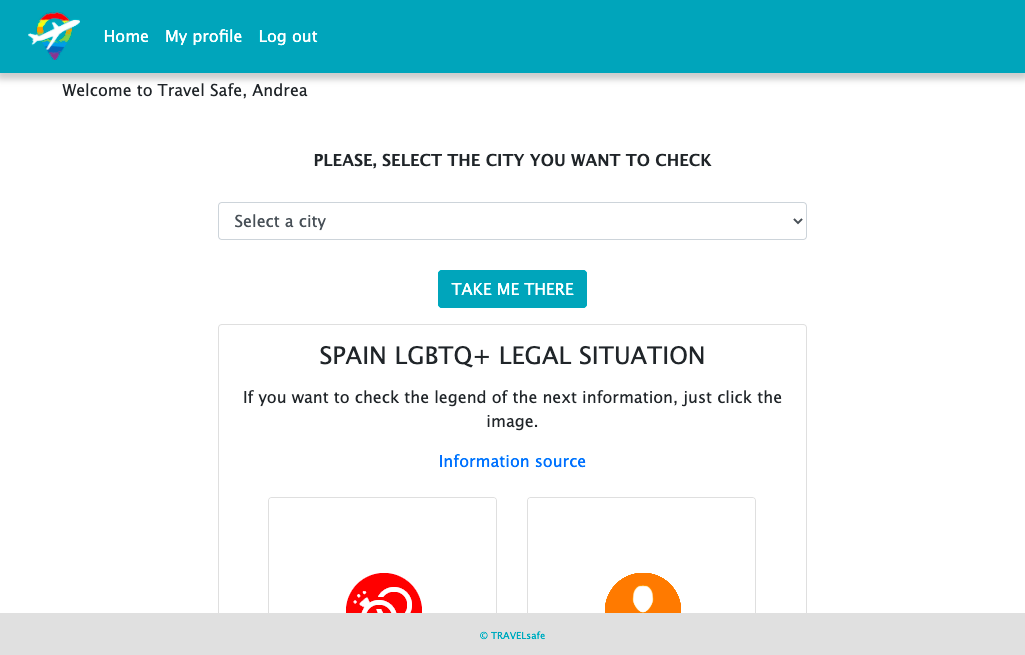 Home My profile Log out
Welcome to Travel Safe, Andrea
PLEASE, SELECT THE CITY YOU WANT TO CHECK
Select a city
TAKE ME THERE
SPAIN LGBTQ+ LEGAL SITUATION
If you want to check the legend of the next information, just click the
image.
Information source
© TRAVELsafe